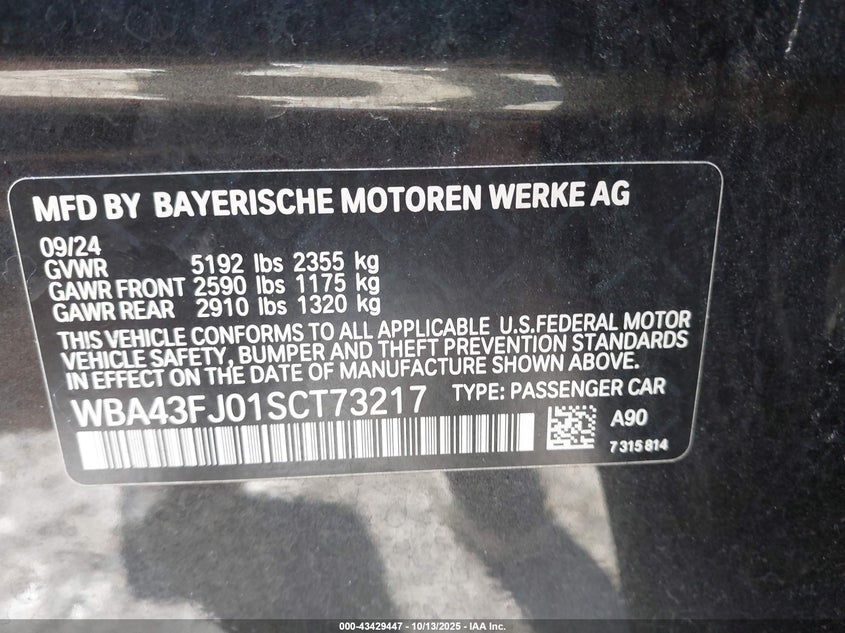 MFD BY BAYERISCHE MOTOREN WERKE AG
09/24
GVWR 5192 lbs 2355 kg
GAWR FRONT 2590 lbs 1175 kg
GAWR REAR 2910 lbs 1320 kg
THIS VEHICLE CONFORMS TO ALL APPLICABLE U.S.FEDERAL MOTOR
VEHICLE SAFETY, BUMPER AND THEFT PREVENTION STANDARDS
IN EFFECT ON THE DATE OF MANUFACTURE SHOWN ABOVE.
WBA43FJ01SCT73217 TYPE: PASSENGER CAR
A90
7 315 814
000-43429447 - 10/13/2025 - IAA Inc.